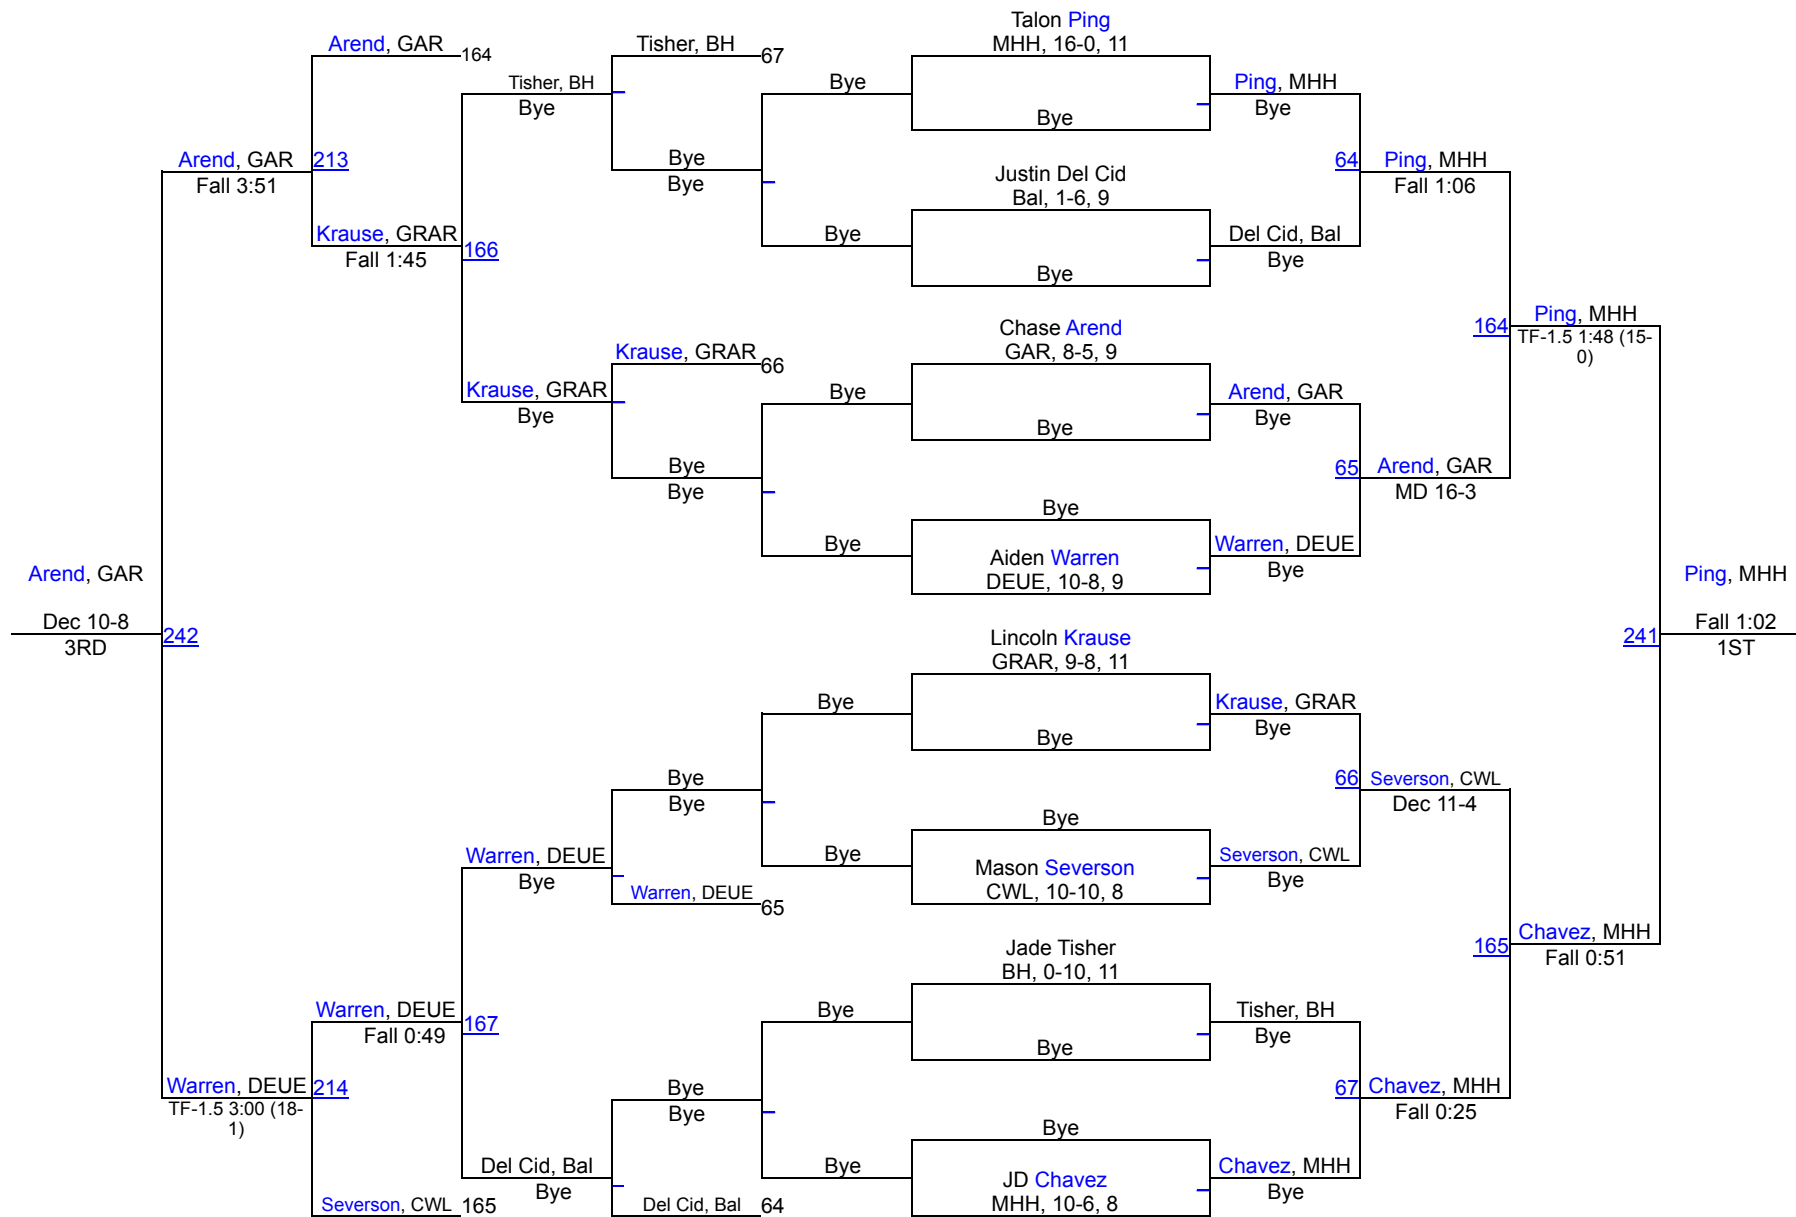 Talon Ping
MHH, 16-0, 11
Arend, GAR
164
Tisher, BH
67
Tisher, BH
Bye
Bye
Ping, MHH
Bye
Bye
Arend, GAR
213
Fall 3:51
Bye
Bye
Justin Del Cid
Bal, 1-6, 9
64
Ping, MHH
Fall 1:06
Krause, GRAR
166
Fall 1:45
Bye
Del Cid, Bal
Bye
Bye
Chase Arend
GAR, 8-5, 9
164
Ping, MHH
TF-1.5 1:48 (15-
0)
Krause, GRAR
66
Krause, GRAR
Bye
Bye
Arend, GAR
Bye
Bye
Bye
Bye
65
Arend, GAR
MD 16-3
Bye
Bye
Aiden Warren
DEUE, 10-8, 9
Warren, DEUE
Bye
Arend, GAR
Dec 10-8
3RD
242
Ping, MHH
Fall 1:02
1ST
241
Lincoln Krause
GRAR, 9-8, 11
Bye
Krause, GRAR
Bye
Bye
Bye
Bye
66
Severson, CWL
Dec 11-4
Bye
Warren, DEUE
Bye
Bye
Mason Severson
CWL, 10-10, 8
Severson, CWL
Bye
Warren, DEUE
65
165
Chavez, MHH
Fall 0:51
Jade Tisher
BH, 0-10, 11
Warren, DEUE
167
Fall 0:49
Bye
Tisher, BH
Bye
Bye
Warren, DEUE
214
TF-1.5 3:00 (18-
1)
Bye
Bye
67
Chavez, MHH
Fall 0:25
Bye
Del Cid, Bal
Bye
Bye
JD Chavez
MHH, 10-6, 8
Chavez, MHH
Bye
Severson, CWL
165
Del Cid, Bal
64